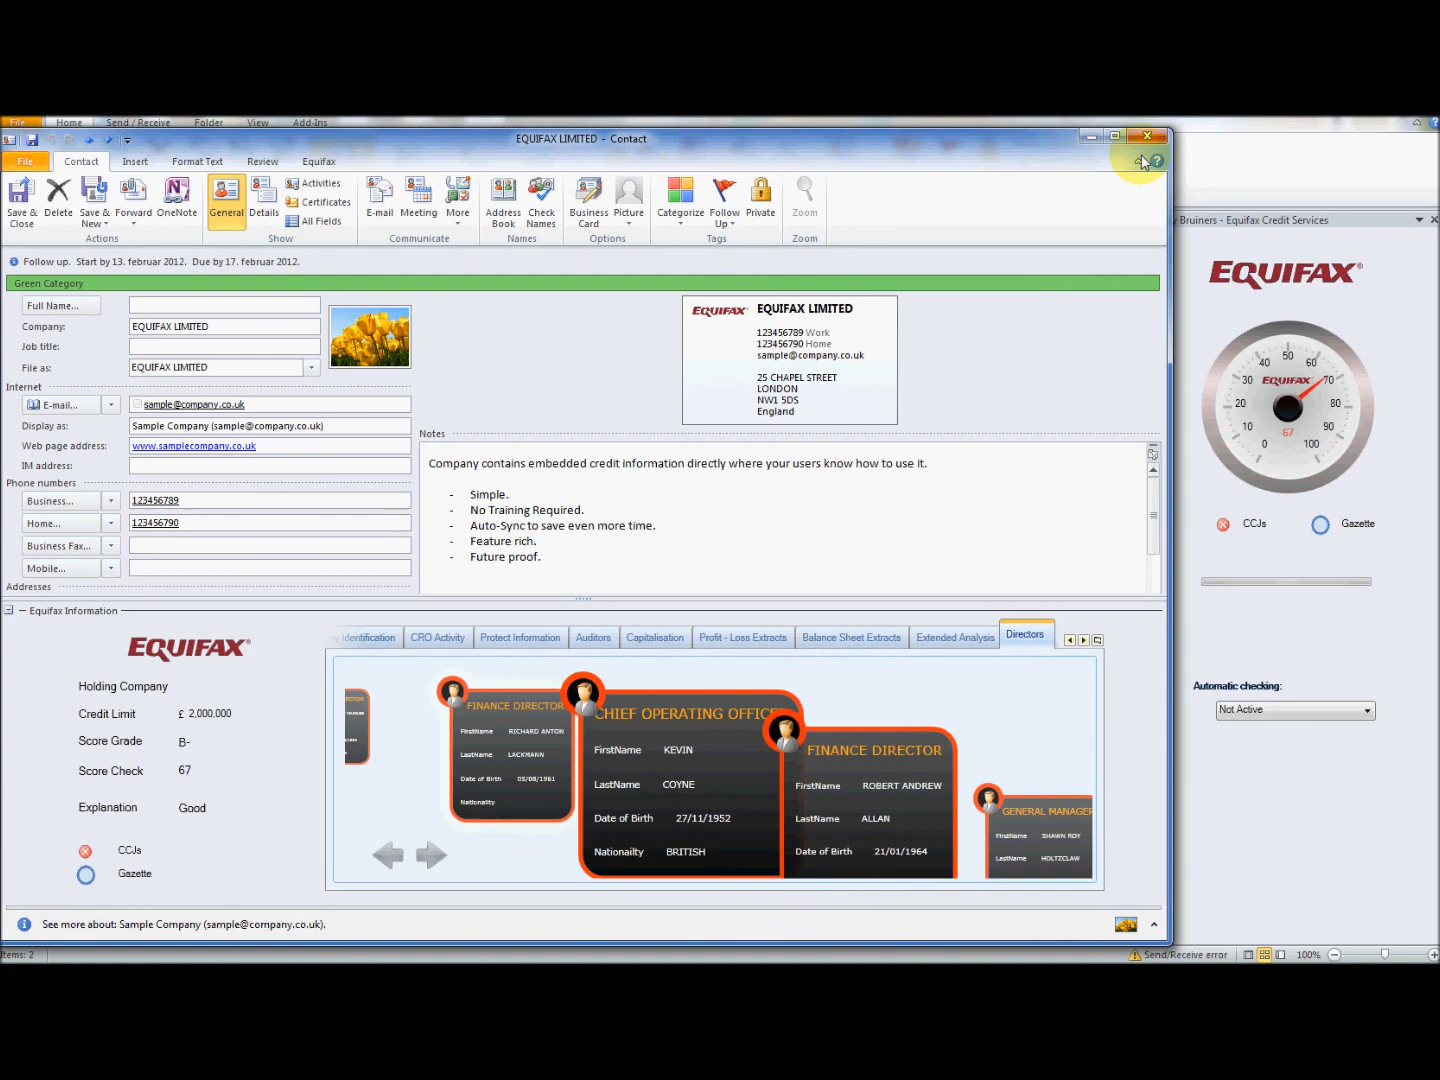 File Home Send / Receive Folder View Add-Ins
EQUIFAX LIMITED - Contact
File Contact Insert Format Text Review Equifax
Save & Close
Delete
Save & New
Forward
OneNote
Actions
General
Details
Activities
Certificates
All Fields
Show
E-mail
Meeting
More
Communicate
Address Book
Check Names
Names
Business Card
Picture
Options
Categorize
Follow Up
Private
Tags
Zoom
Zoom
Bruiners - Equifax Credit Services
Follow up. Start by 13. februar 2012. Due by 17. februar 2012.
Green Category
Full Name...
Company: EQUIFAX LIMITED
Job title:
File as: EQUIFAX LIMITED
Internet
E-mail... sample@company.co.uk
Display as: Sample Company (sample@company.co.uk)
Web page address: www.samplecompany.co.uk
IM address:
Phone numbers
Business... 123456789
Home... 123456790
Business Fax...
Mobile...
Addresses
EQUIFAX EQUIFAX LIMITED
123456789 Work
123456790 Home
sample@company.co.uk
25 CHAPEL STREET
LONDON
NW1 5DS
England
Notes
Company contains embedded credit information directly where your users know how to use it.
- Simple.
- No Training Required.
- Auto-Sync to save even more time.
- Feature rich.
- Future proof.
Equifax Information
EQUIFAX
Holding Company
Credit Limit £ 2,000,000
Score Grade B-
Score Check 67
Explanation Good
CCJs
Gazette
Identification CRO Activity Protect Information Auditors Capitalisation Profit - Loss Extracts Balance Sheet Extracts Extended Analysis Directors
FINANCE DIRECTOR
FirstName RICHARD ANTON
LastName LACKMANN
Date of Birth 05/08/1961
Nationality
CHIEF OPERATING OFFICE
FirstName KEVIN
LastName COYNE
Date of Birth 27/11/1952
Nationailty BRITISH
FINANCE DIRECTOR
FirstName ROBERT ANDREW
LastName ALLAN
Date of Birth 21/01/1964
GENERAL MANAGER
FirstName SHAWN ROY
LastName HOLTZCLAW
See more about: Sample Company (sample@company.co.uk).
EQUIFAX®
0 10 20 30 40 50 60 70 80 90 100
EQUIFAX
67
CCJs Gazette
Automatic checking:
Not Active
Items: 2
Send/Receive error 100%